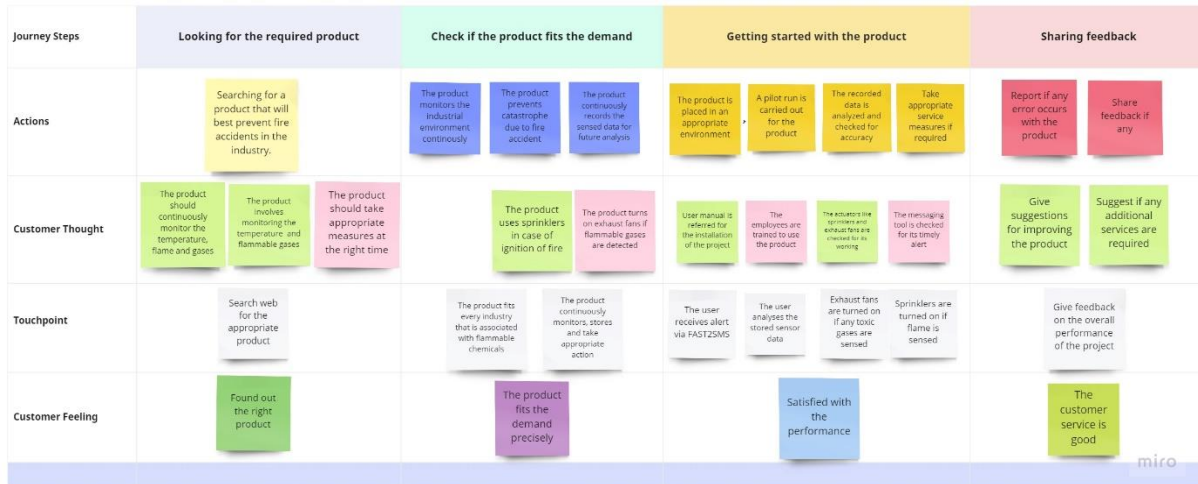 Journey Steps
Looking for the required product
Check if the product fits the demand
Getting started with the product
Sharing feedback
Actions
Searching for a
product that will
best prevent fire
accidents in the
industry.
The product
monitors the
industrial
environment
continously
The product
prevents
catastrophe
due to fire
accident
The product
continuously
records the
sensed data for
future analysis
The product is
placed in an
appropriate
environment
,
A pilot run is
carried out
for the
product
The recorded
data is
analyzed and
checked for
accuracy
Take
appropriate
service
measures if
required
Report if any
error occurs
with the
product
Share
feedback if
any
Customer Thought
The product
should
continuously
monitor the
temperature,
flame and gases
The product
involves
monitoring the
temperature and
flammable gases
The product
should take
appropriate
measures at
the right time
The product
uses sprinklers
in case of
ignition of fire
The product turns
on exhaust fans if
flammable gases
are detected
User manual is
referred for
the installation
of the project
The
employees are
trained to use
the product
The actuators like
sprinklers and
exhaust fans are
checked for its
working
The messaging
tool is checked
for its timely
alert
Give
suggestions for
improving the
product
Suggest if any
additional
services are
required
Touchpoint
Search web
for the
appropriate
product
The product fits
every industry
that is associated
with flammable
chemicals
The product
continuously
monitors, stores
and take
appropriate
action
The user
receives alert
via FAST2SMS
The user
analyses the
stored sensor
data
Exhaust fans
are turned on
if any toxic
gases are
sensed
Sprinklers are
turned on if
flame is
sensed
Give feedback
on the overall
performance
of the project
Customer Feeling
Found out
the right
product
The product
fits the
demand
precisely
Satisfied with
the
performance
The
customer
service is
good
miro